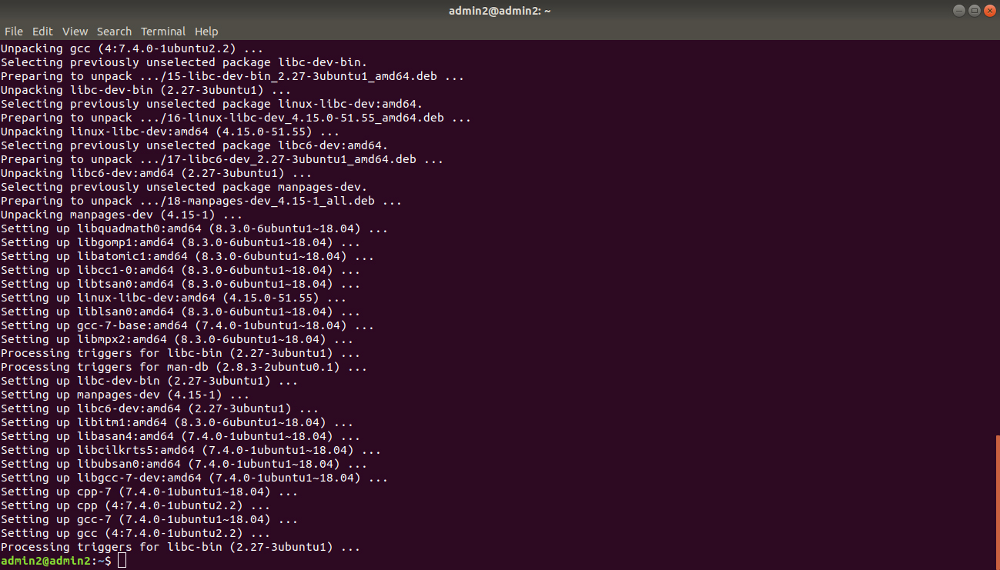 admin2@admin2: ~
File Edit View Search Terminal Help
Unpacking gcc (4:7.4.0-1ubuntu2.2) ...
Selecting previously unselected package libc-dev-bin.
Preparing to unpack .../15-libc-dev-bin_2.27-3ubuntu1_amd64.deb ...
Unpacking libc-dev-bin (2.27-3ubuntu1) ...
Selecting previously unselected package linux-libc-dev:amd64.
Preparing to unpack .../16-linux-libc-dev_4.15.0-51.55_amd64.deb ...
Unpacking linux-libc-dev:amd64 (4.15.0-51.55) ...
Selecting previously unselected package libc6-dev:amd64.
Preparing to unpack .../17-libc6-dev_2.27-3ubuntu1_amd64.deb ...
Unpacking libc6-dev:amd64 (2.27-3ubuntu1) ...
Selecting previously unselected package manpages-dev.
Preparing to unpack .../18-manpages-dev_4.15-1_all.deb ...
Unpacking manpages-dev (4.15-1) ...
Setting up libquadmath0:amd64 (8.3.0-6ubuntu1~18.04) ...
Setting up libgomp1:amd64 (8.3.0-6ubuntu1~18.04) ...
Setting up libatomic1:amd64 (8.3.0-6ubuntu1~18.04) ...
Setting up libcc1-0:amd64 (8.3.0-6ubuntu1~18.04) ...
Setting up libtsan0:amd64 (8.3.0-6ubuntu1~18.04) ...
Setting up linux-libc-dev:amd64 (4.15.0-51.55) ...
Setting up liblsan0:amd64 (8.3.0-6ubuntu1~18.04) ...
Setting up gcc-7-base:amd64 (7.4.0-1ubuntu1~18.04) ...
Setting up libmpx2:amd64 (8.3.0-6ubuntu1~18.04) ...
Processing triggers for libc-bin (2.27-3ubuntu1) ...
Processing triggers for man-db (2.8.3-2ubuntu0.1) ...
Setting up libc-dev-bin (2.27-3ubuntu1) ...
Setting up manpages-dev (4.15-1) ...
Setting up libc6-dev:amd64 (2.27-3ubuntu1) ...
Setting up libitm1:amd64 (8.3.0-6ubuntu1~18.04) ...
Setting up libasan4:amd64 (7.4.0-1ubuntu1~18.04) ...
Setting up libcilkrts5:amd64 (7.4.0-1ubuntu1~18.04) ...
Setting up libubsan0:amd64 (7.4.0-1ubuntu1~18.04) ...
Setting up libgcc-7-dev:amd64 (7.4.0-1ubuntu1~18.04) ...
Setting up cpp-7 (7.4.0-1ubuntu1~18.04) ...
Setting up cpp (4:7.4.0-1ubuntu2.2) ...
Setting up gcc-7 (7.4.0-1ubuntu1~18.04) ...
Setting up gcc (4:7.4.0-1ubuntu2.2) ...
Processing triggers for libc-bin (2.27-3ubuntu1) ...
admin2@admin2:~$